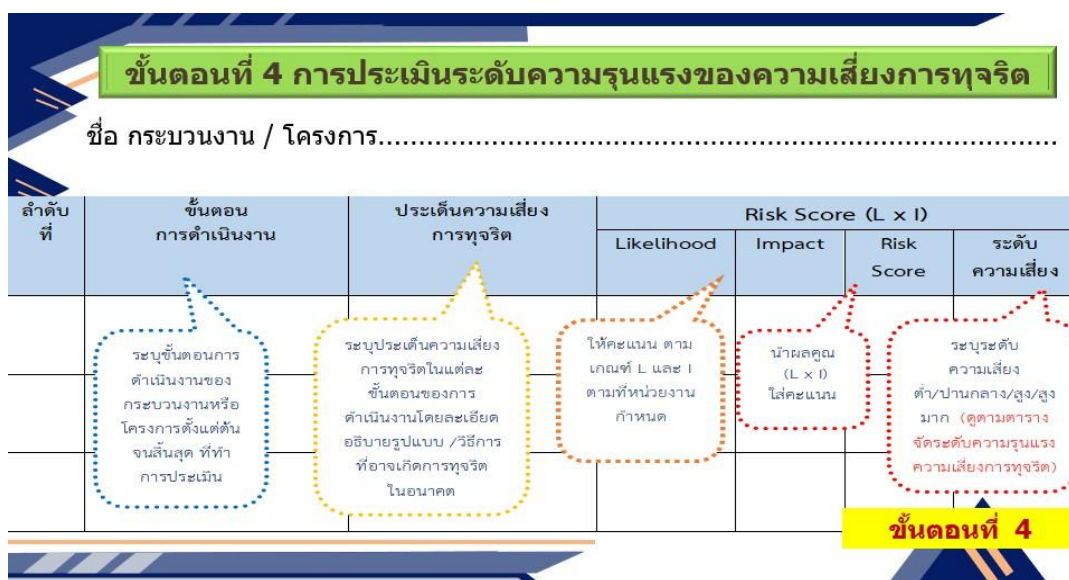 ขั้นตอนที่ 4 การประเมินระดับความรุนแรงของความเสี่ยงการทุจริต
ชื่อ กระบวนงาน / โครงการ....................................................................................
ลำดับ
ที่
ขั้นตอน
การดำเนินงาน
ประเด็นความเสี่ยง
การทุจริต
Risk Score (L x I)
Likelihood
Impact
Risk
Score
ระดับ
ความเสี่ยง
ระบุขั้นตอนการ
ดำเนินงานของ
กระบวนงานหรือ
โครงการตั้งแต่ต้น
จนสิ้นสุด ที่ทำ
การประเมิน
ระบุประเด็นความเสี่ยง
การทุจริตในแต่ละ
ขั้นตอนของการ
ดำเนินงานโดยละเอียด
อธิบายรูปแบบ /วิธีการ
ที่อาจเกิดการทุจริต
ในอนาคต
ให้คะแนน ตาม
เกณฑ์ L และ I
ตามที่หน่วยงาน
กำหนด
นำผลคูณ
(L x I)
ใส่คะแนน
ระบุระดับ
ความเสี่ยง
ต่ำ/ปานกลาง/สูง/สูง
มาก (ดูตามตาราง
จัดระดับความรุนแรง
ความเสี่ยงการทุจริต)
ขั้นตอนที่ 4